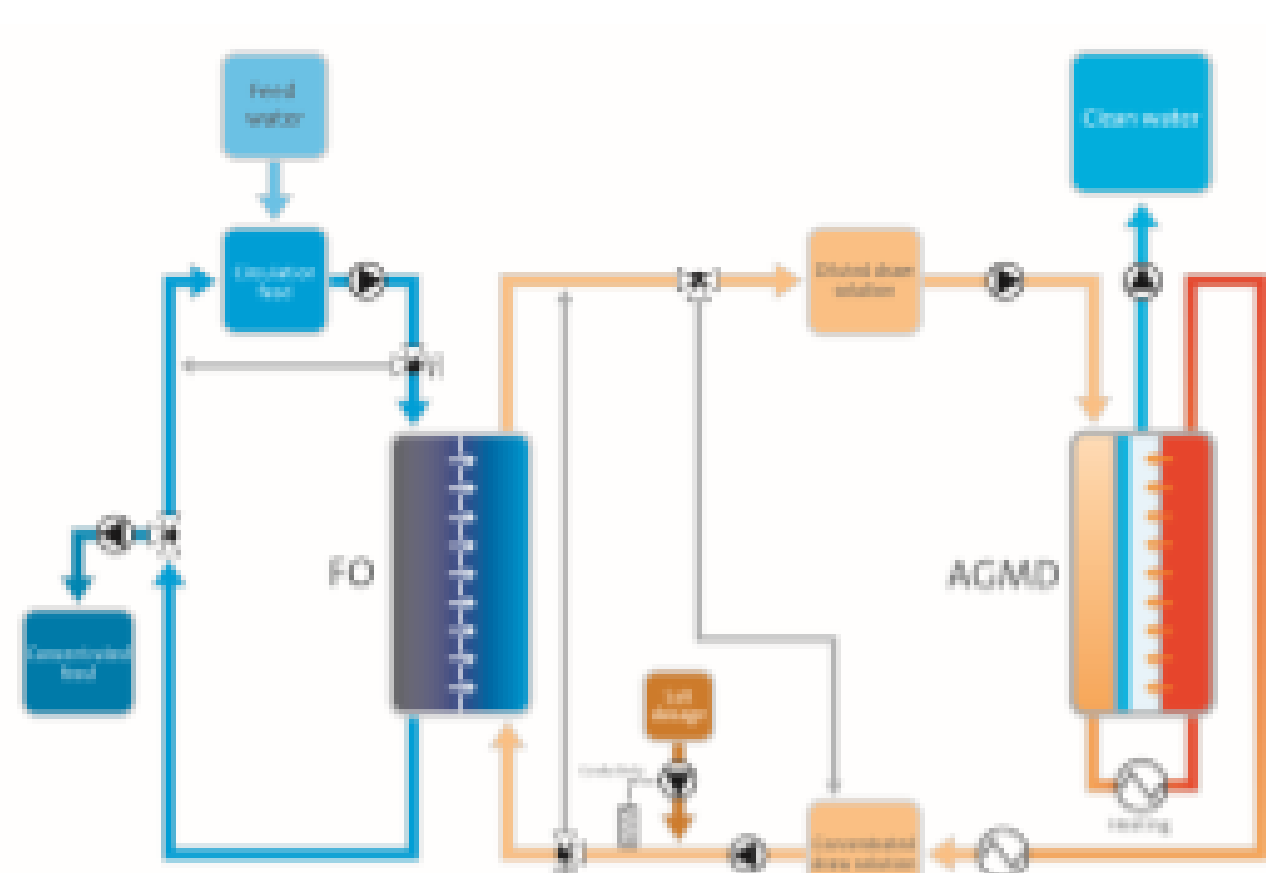 Feed
water
Clean water
Circulation
feed
Diluted draw
solution
FO
AGMD
Concentrated
feed
Salt
dosage
Heating
Concentrated
draw solution